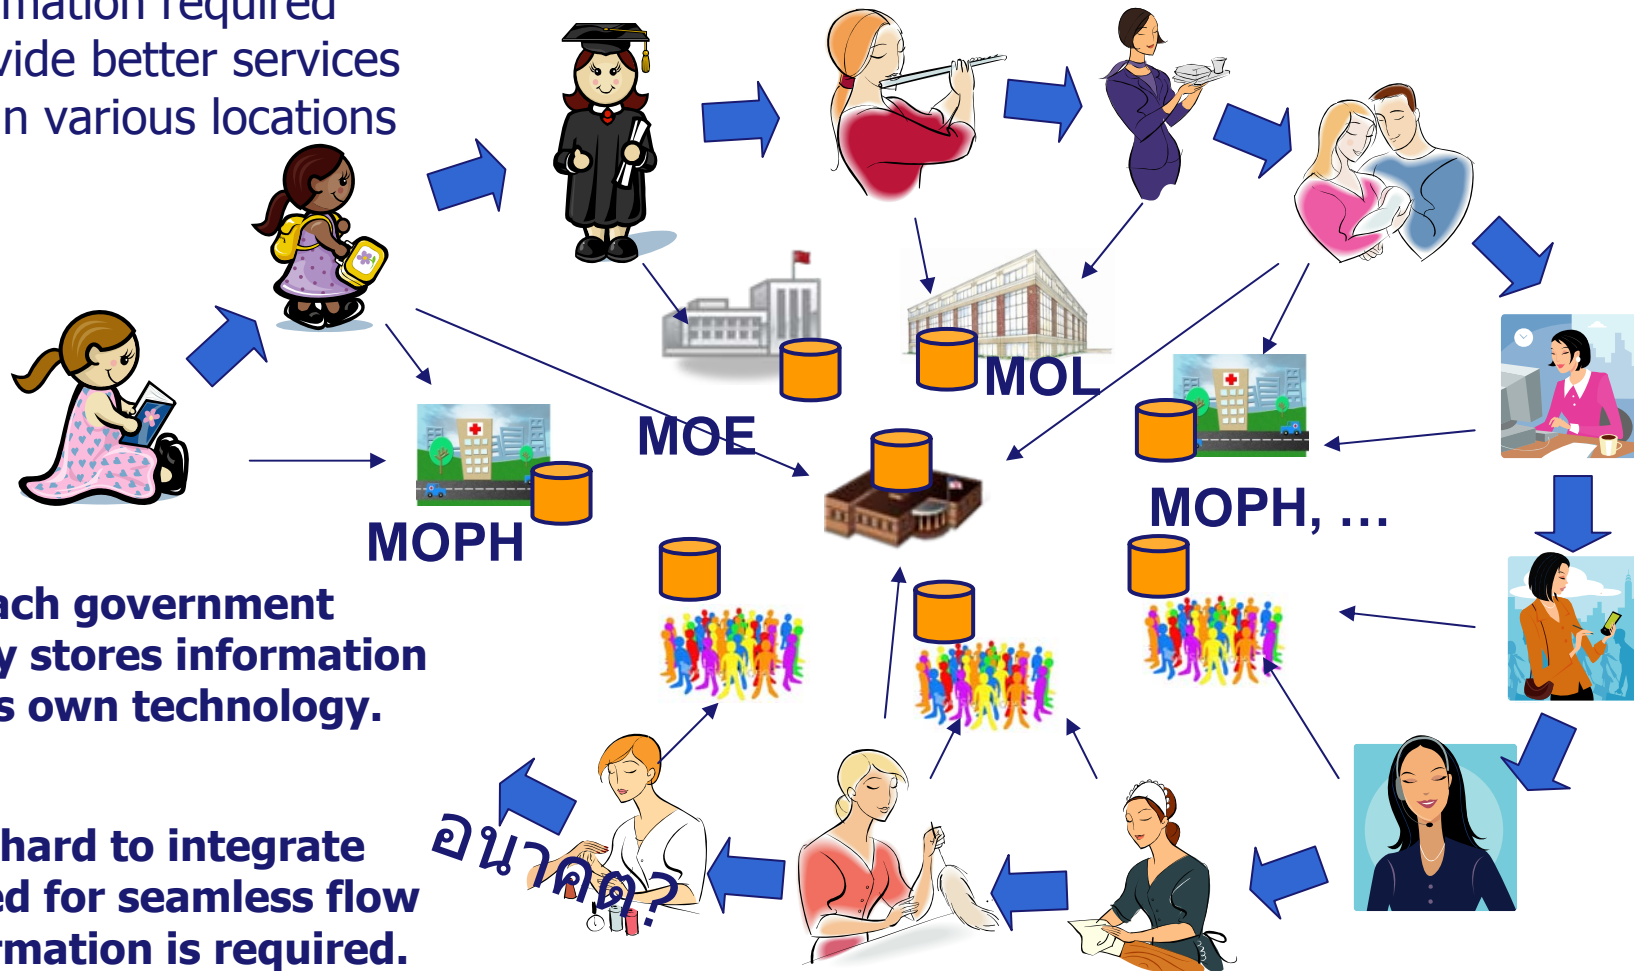 mation required
vide better services
n various locations
MOL
MOE
MOPH, ...
MOPH
ach government
y stores information
s own technology.
hard to integrate
ed for seamless flow
rmation is required.
อนาคต?